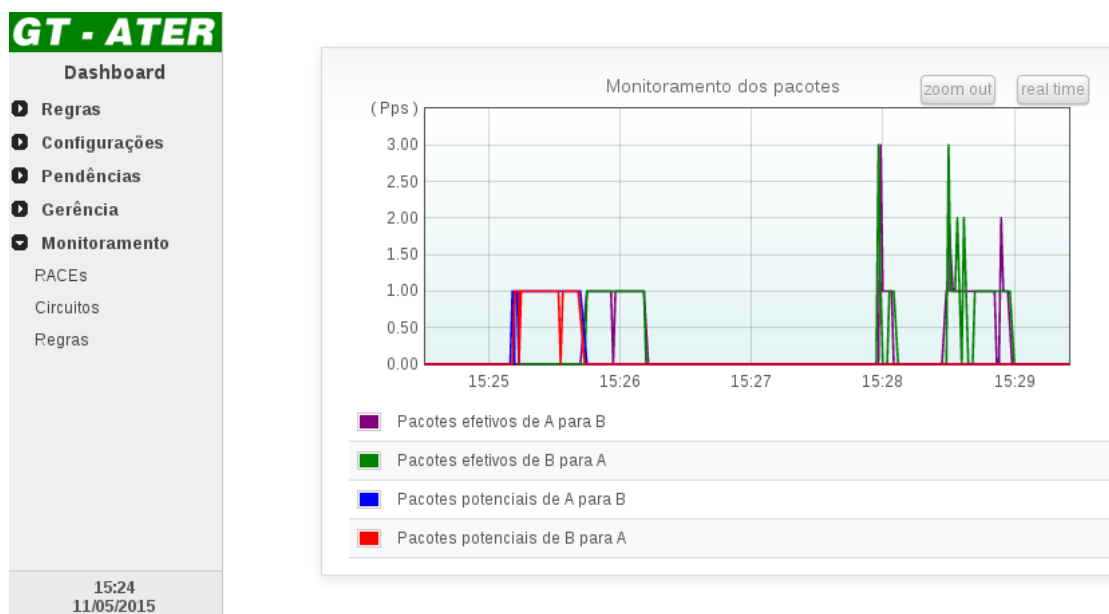 GT - ATER
Dashboard
Regras
Configurações
Pendências
Gerência
Monitoramento
RACEs
Circuitos
Regras
15:24
11/05/2015
Monitoramento dos pacotes
zoom out
real time
(Pps)
3.00
2.50
2.00
1.50
1.00
0.50
0.00
15:25 15:26 15:27 15:28 15:29
Pacotes efetivos de A para B
Pacotes efetivos de B para A
Pacotes potenciais de A para B
Pacotes potenciais de B para A